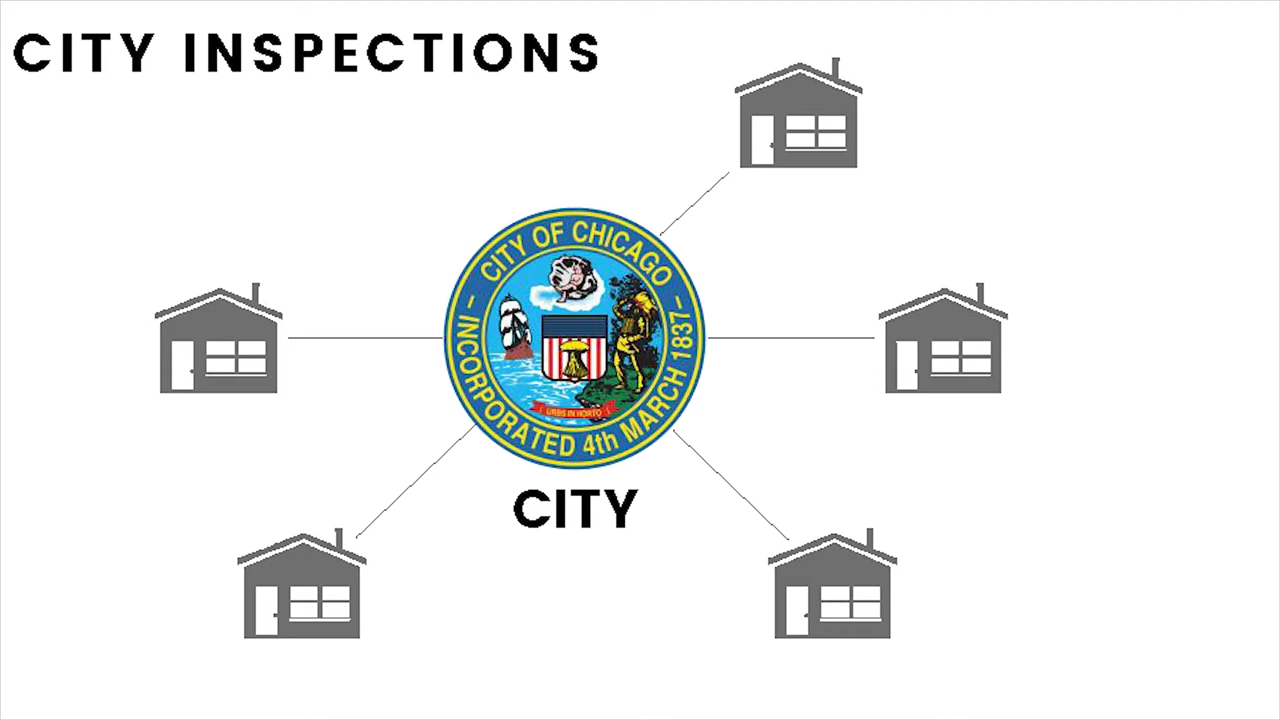 CITY INSPECTIONS
CITY OF CHICAGO
- INCORPORATED 4th MARCH 1837 -
URBS IN HORTO
CITY